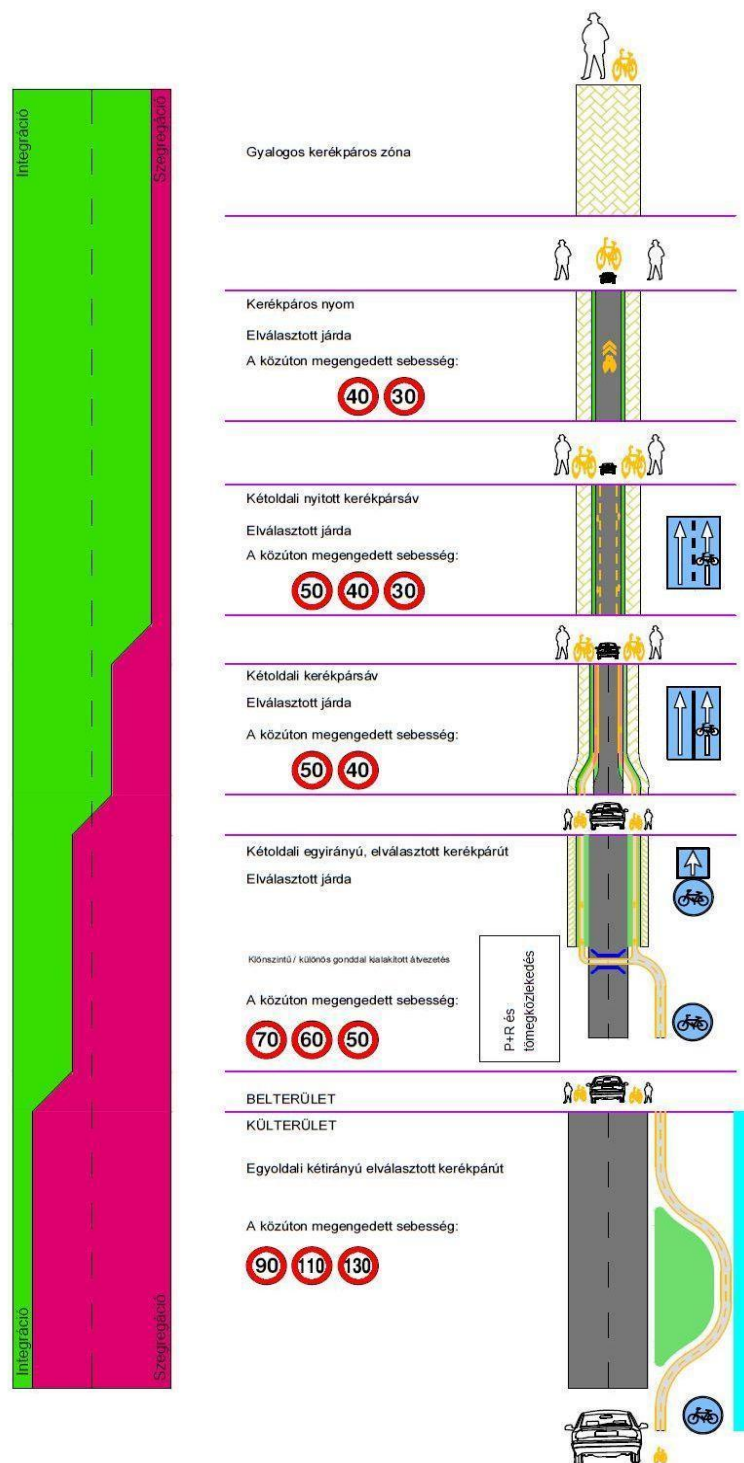 Integráció
Szegregáció
Gyalogos kerékpáros zóna
Kerékpáros nyom
Elválasztott járda
A közúton megengedett sebesség:
40 30
Kétoldali nyitott kerékpársáv
Elválasztott járda
A közúton megengedett sebesség:
50 40 30
Kétoldali kerékpársáv
Elválasztott járda
A közúton megengedett sebesség:
50 40
Kétoldali egyirányú, elválasztott kerékpárút
Elválasztott járda
Klönszintű / különös gonddal kialakított átvezetés
P+R és
tömegközlekedés
A közúton megengedett sebesség:
70 60 50
BELTERÜLET
KÜLTERÜLET
Egyoldali kétirányú elválasztott kerékpárút
A közúton megengedett sebesség:
90 110 130
Integráció
Szegregáció